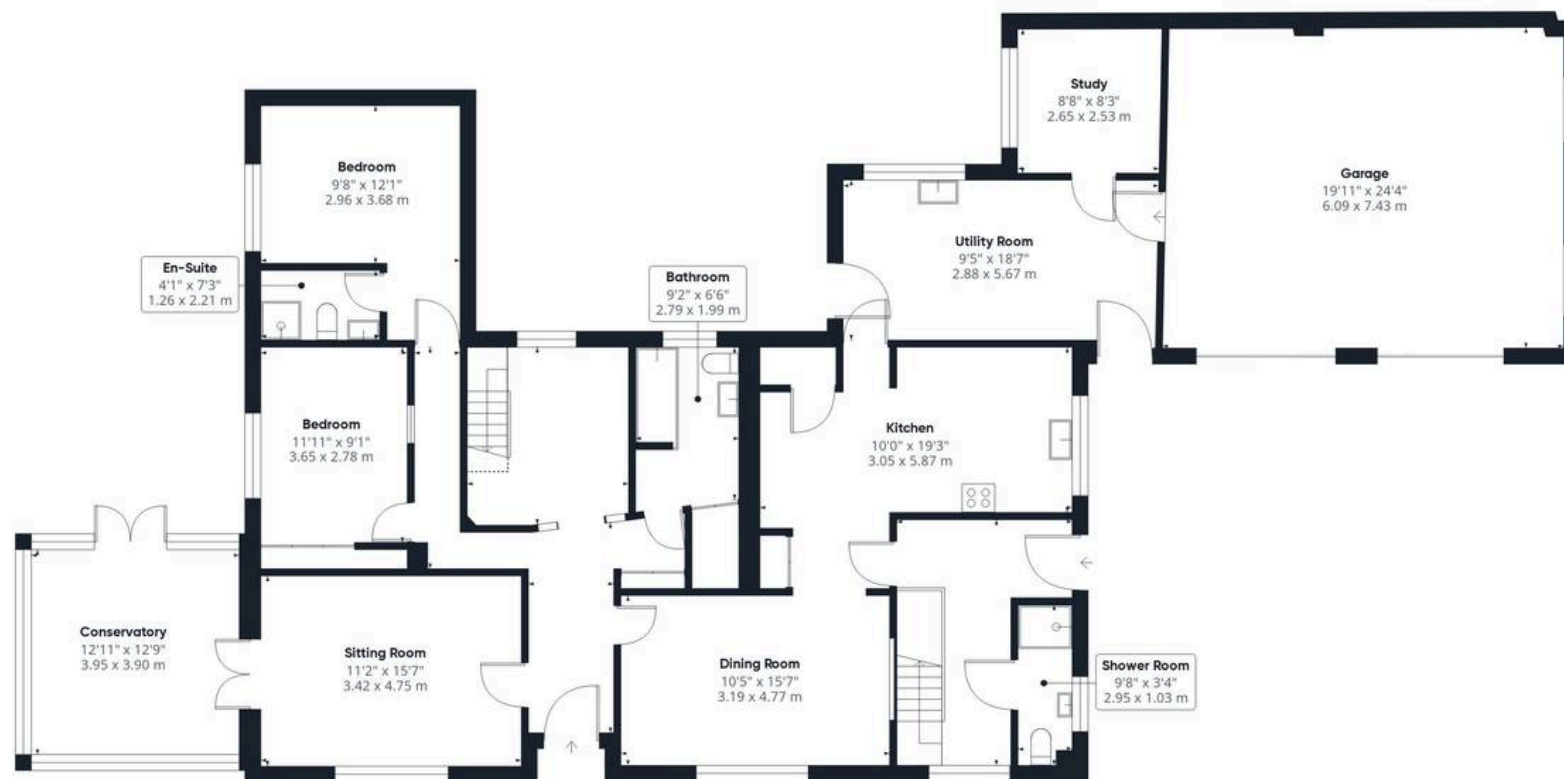 Study
8'8" x 8'3"
2.65 x 2.53 m
Bedroom
9'8" x 12'1"
2.96 x 3.68 m
Garage
19'11" x 24'4"
6.09 x 7.43 m
Utility Room
9'5" x 18'7"
2.88 x 5.67 m
En-Suite
4'1" x 7'3"
1.26 x 2.21 m
Bathroom
9'2" x 6'6"
2.79 x 1.99 m
Bedroom
11'11" x 9'1"
3.65 x 2.78 m
Kitchen
10'0" x 19'3"
3.05 x 5.87 m
Conservatory
12'11" x 12'9"
3.95 x 3.90 m
Sitting Room
11'2" x 15'7"
3.42 x 4.75 m
Dining Room
10'5" x 15'7"
3.19 x 4.77 m
Shower Room
9'8" x 3'4"
2.95 x 1.03 m